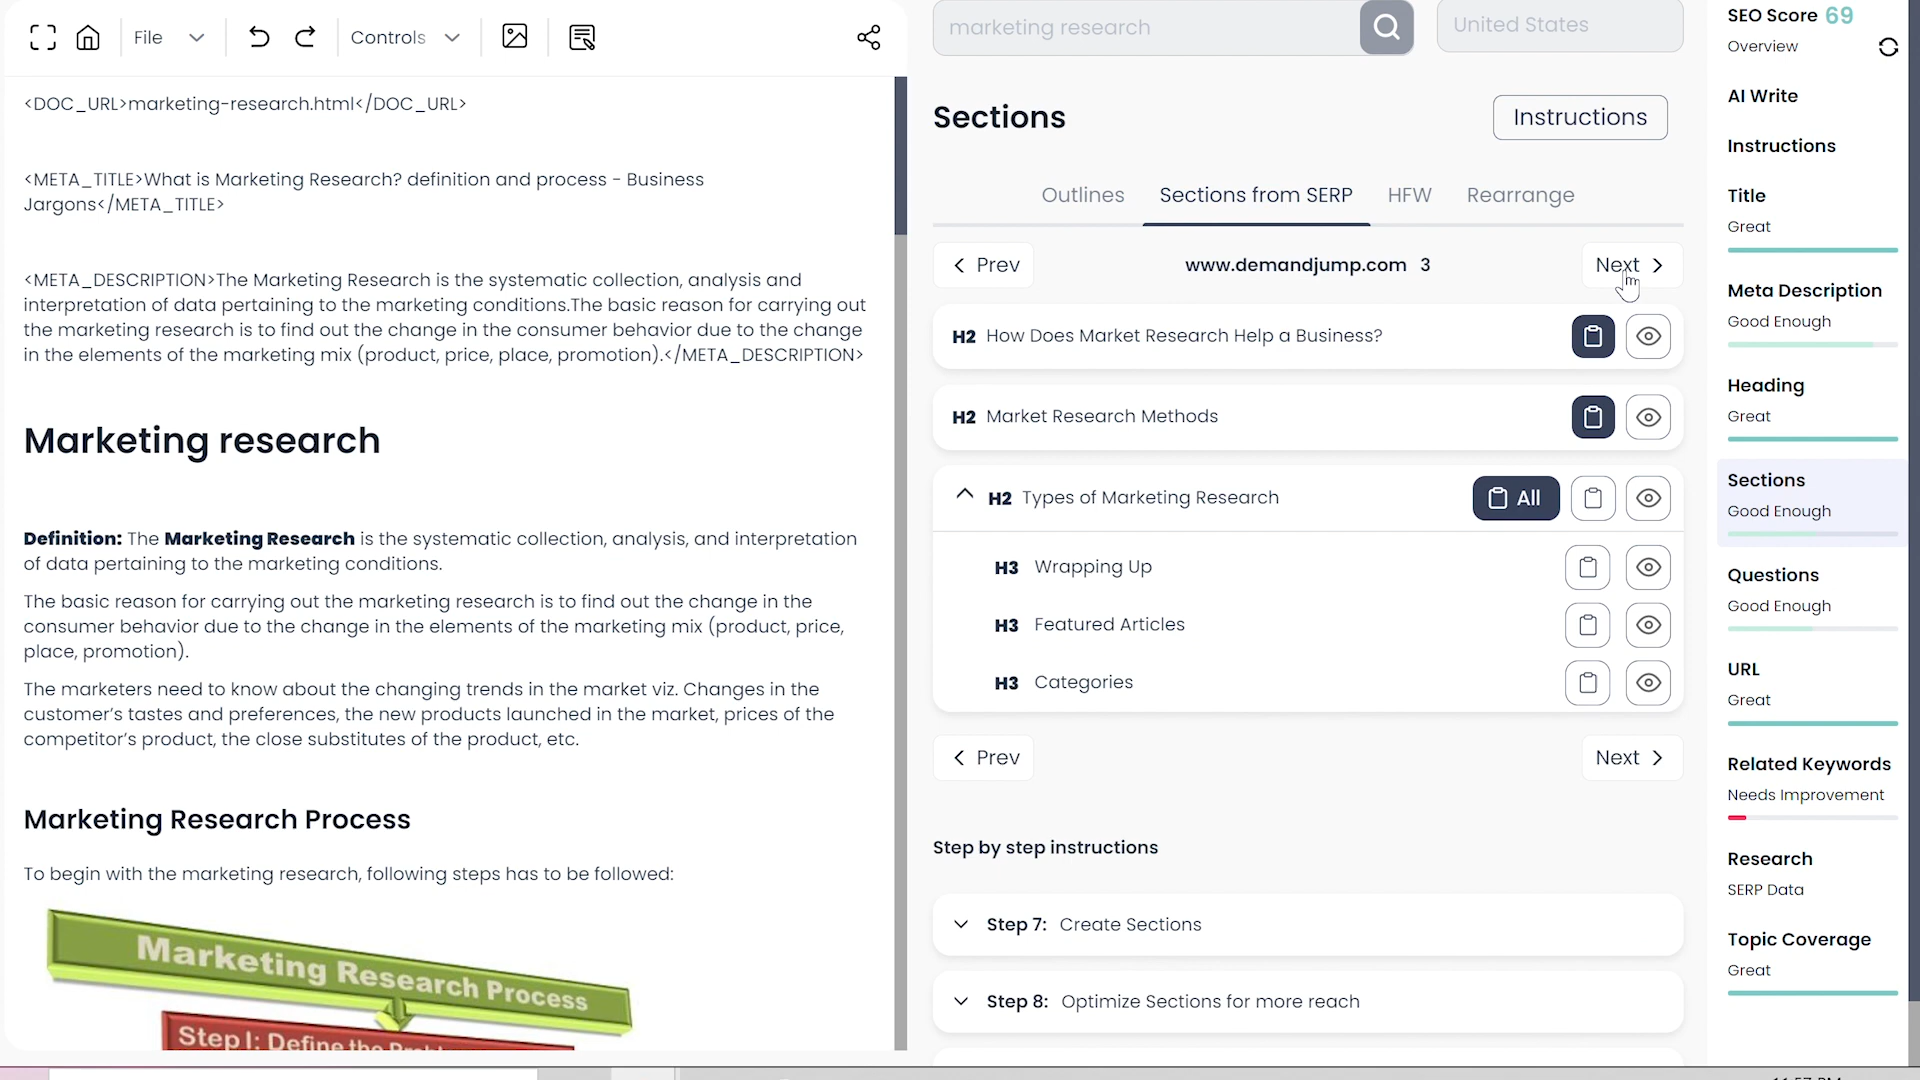 File
Controls
<DOC_URL>marketing-research.html</DOC_URL>
<META_TITLE>What is Marketing Research? definition and process - Business
Jargons</META_TITLE>
<META_DESCRIPTION>The Marketing Research is the systematic collection, analysis and
interpretation of data pertaining to the marketing conditions.The basic reason for carrying out
the marketing research is to find out the change in the consumer behavior due to the change
in the elements of the marketing mix (product, price, place, promotion).</META_DESCRIPTION>
Marketing research
Definition: The Marketing Research is the systematic collection, analysis, and interpretation
of data pertaining to the marketing conditions.
The basic reason for carrying out the marketing research is to find out the change in the
consumer behavior due to the change in the elements of the marketing mix (product, price,
place, promotion).
The marketers need to know about the changing trends in the market viz. Changes in the
customer's tastes and preferences, the new products launched in the market, prices of the
competitor's product, the close substitutes of the product, etc.
Marketing Research Process
To begin with the marketing research, following steps has to be followed:
Marketing Research Process
Step I: Define the
marketing research
United States
Sections
Instructions
Outlines
Sections from SERP
HFW
Rearrange
Prev
www.demandjump.com 3
Next
H2 How Does Market Research Help a Business?
H2 Market Research Methods
H2 Types of Marketing Research
All
H3 Wrapping Up
H3 Featured Articles
H3 Categories
Prev
Next
Step by step instructions
Step 7: Create Sections
Step 8: Optimize Sections for more reach
SEO Score 69
Overview
AI Write
Instructions
Title
Great
Meta Description
Good Enough
Heading
Great
Sections
Good Enough
Questions
Good Enough
URL
Great
Related Keywords
Needs Improvement
Research
SERP Data
Topic Coverage
Great